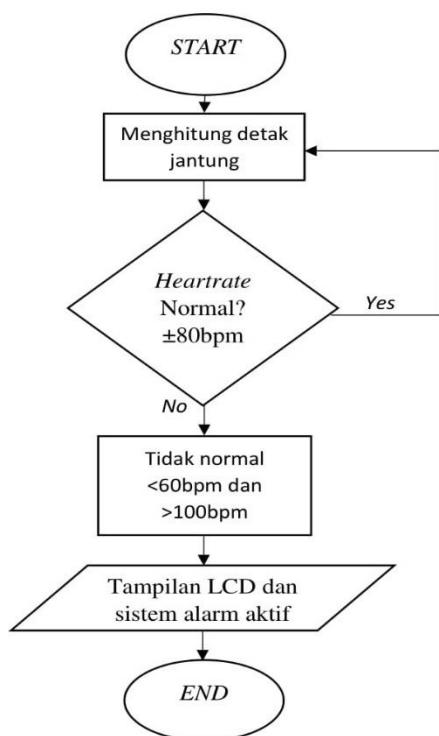 START
Menghitung detak
jantung
Heartrate
Normal?
±80bpm
Yes
No
Tidak normal
<60bpm dan
>100bpm
Tampilan LCD dan
sistem alarm aktif
END